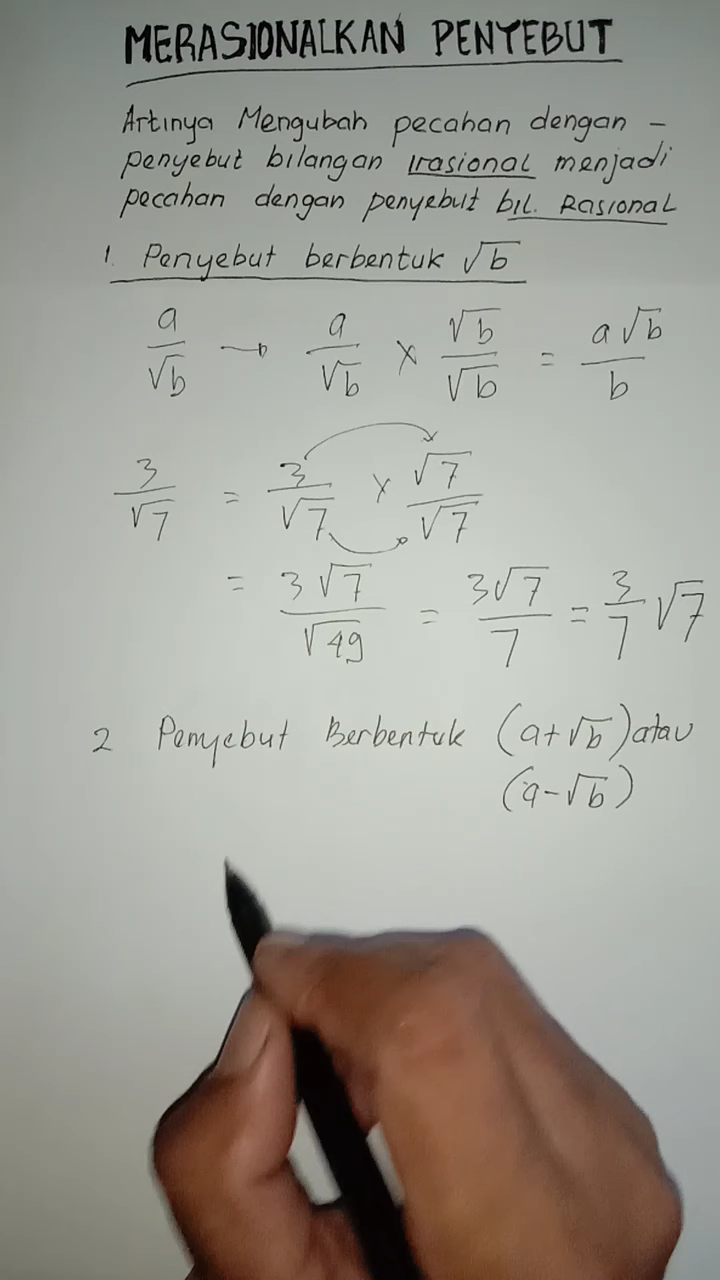 MERASIONALKAN PENYEBUT
Artinya Mengubah pecahan dengan -
penyebut bilangan Irasional menjadi
pecahan dengan penyebut bil. RASIONAL
1. Penyebut berbentuk √b
a/√b → a/√b × √b/√b = a√b/b
3/√7 = 3/√7 × √7/√7
= 3√7/√49 = 3√7/7 = 3/7 √7
2 Penyebut Berbentuk (a+√b) atau
(a-√b)